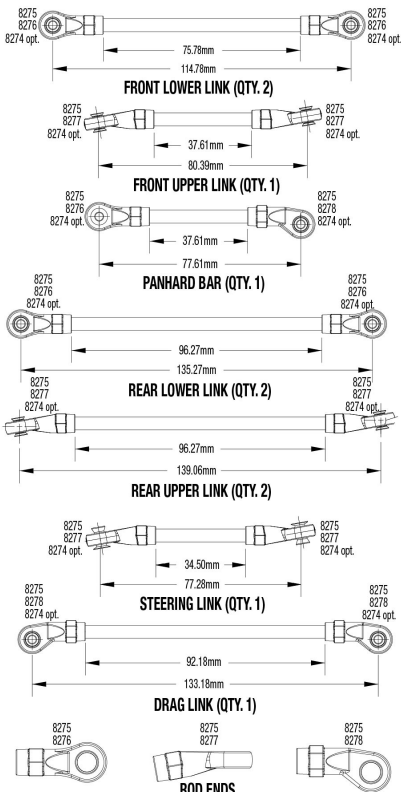 8275
8276
8274 opt.
8275
8276
8274 opt.
75.78mm
114.78mm
FRONT LOWER LINK (QTY. 2)
8275
8277
8274 opt.
8275
8277
8274 opt.
37.61mm
80.39mm
FRONT UPPER LINK (QTY. 1)
8275
8276
8274 opt.
8275
8278
8274 opt.
37.61mm
77.61mm
PANHARD BAR (QTY. 1)
8275
8276
8274 opt.
8275
8276
8274 opt.
96.27mm
135.27mm
REAR LOWER LINK (QTY. 2)
8275
8277
8274 opt.
8275
8277
8274 opt.
96.27mm
139.06mm
REAR UPPER LINK (QTY. 2)
8275
8277
8274 opt.
8275
8277
8274 opt.
34.50mm
77.28mm
STEERING LINK (QTY. 1)
8275
8278
8274 opt.
8275
8278
8274 opt.
92.18mm
133.18mm
DRAG LINK (QTY. 1)
8275
8276
8275
8277
8275
8278
ROD ENDS